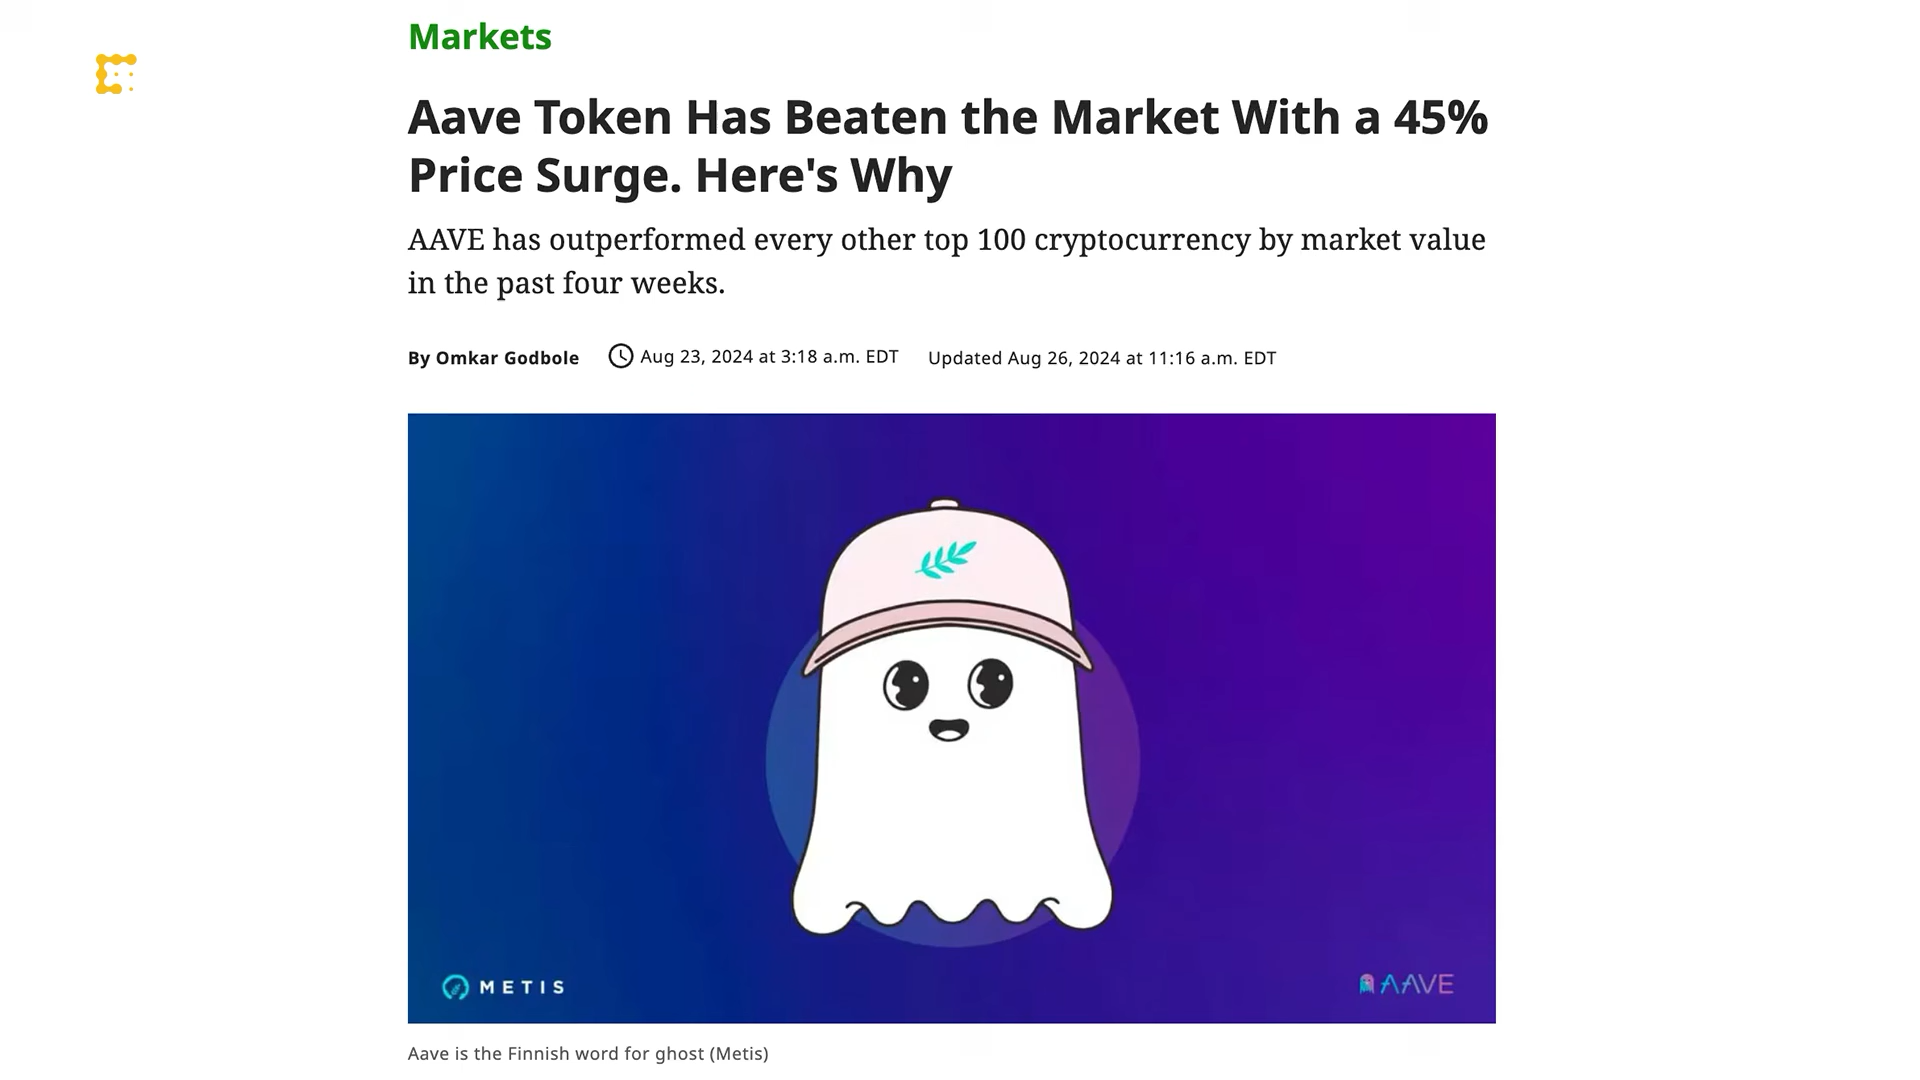 Markets
Aave Token Has Beaten the Market With a 45%
Price Surge. Here's Why
AAVE has outperformed every other top 100 cryptocurrency by market value
in the past four weeks.
By Omkar Godbole Aug 23, 2024 at 3:18 a.m. EDT Updated Aug 26, 2024 at 11:16 a.m. EDT
METIS AAVE
Aave is the Finnish word for ghost (Metis)